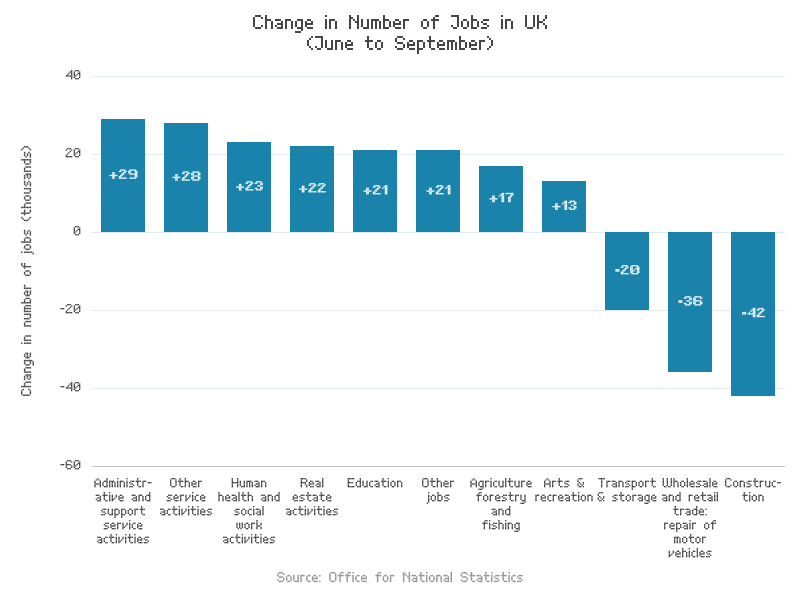 Change in Number of Jobs in UK
(June to September)
Change in number of jobs (thousands)
40
20
0
-20
-40
-60
+29
+28
+23
+22
+21
+21
+17
+13
-20
-36
-42
Administr-
ative and
support
service
activities
Other
service
activities
Human
health and
social
work
activities
Real
estate
activities
Education
Other
jobs
Agriculture
forestry
and
fishing
Arts &
recreation
Transport
& storage
Wholesale
and retail
trade:
repair of
motor
vehicles
Construc-
tion
Source: Office for National Statistics